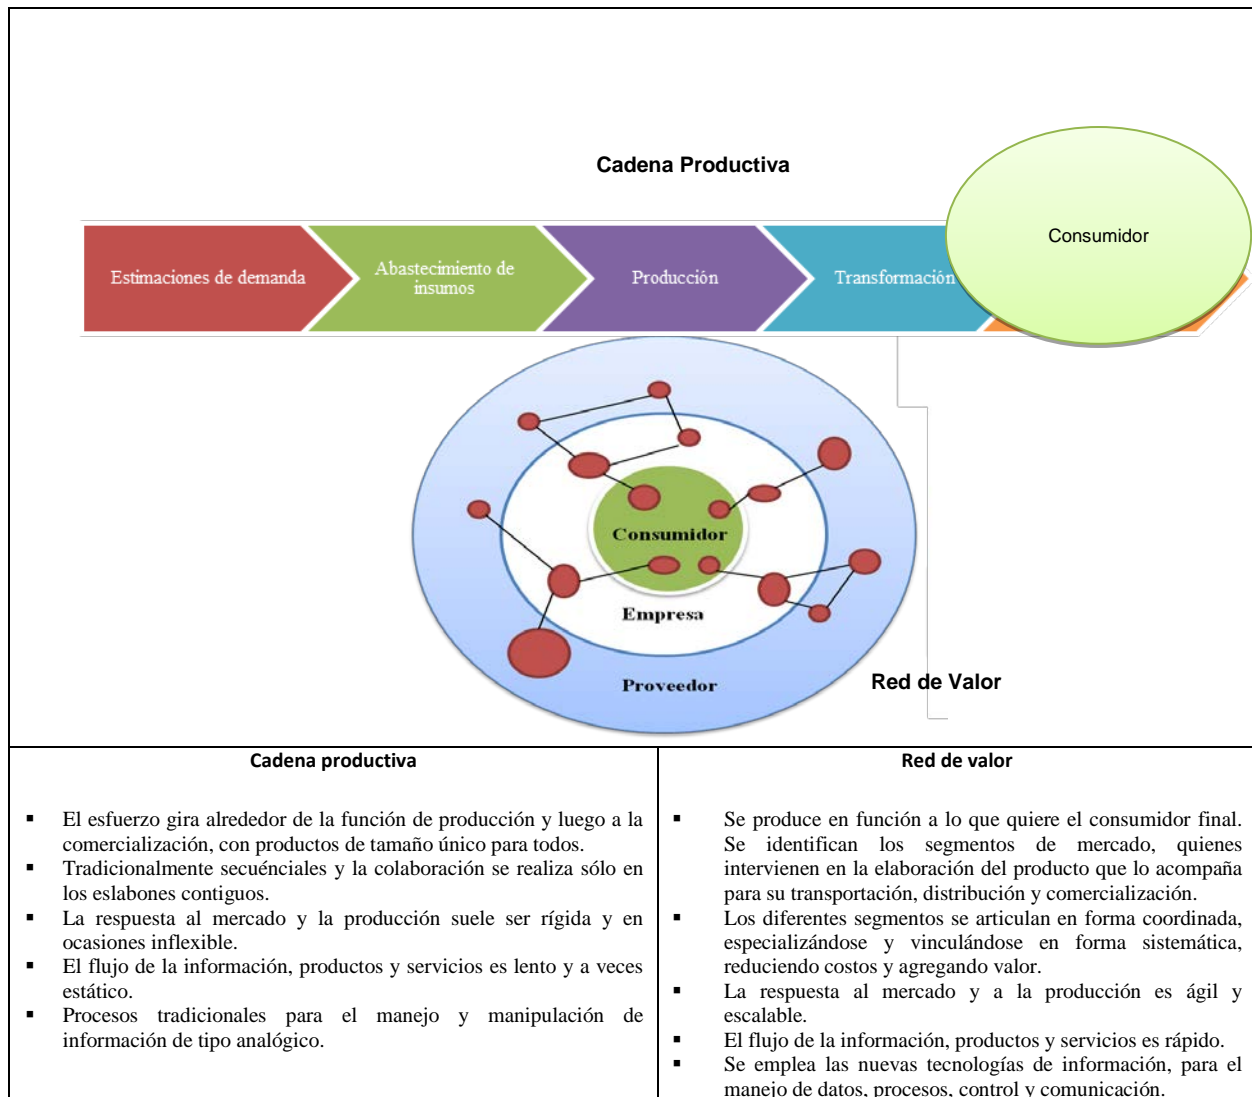 Cadena Productiva
Estimaciones de demanda
Abastecimiento de
insumos
Producción
Transformación
Consumidor
Consumidor
Empresa
Proveedor
Red de Valor
Cadena productiva
▪ El esfuerzo gira alrededor de la función de producción y luego a la
comercialización, con productos de tamaño único para todos.
▪ Tradicionalmente secuénciales y la colaboración se realiza sólo en
los eslabones contiguos.
▪ La respuesta al mercado y la producción suele ser rígida y en
ocasiones inflexible.
▪ El flujo de la información, productos y servicios es lento y a veces
estático.
▪ Procesos tradicionales para el manejo y manipulación de
información de tipo analógico.
Red de valor
▪ Se produce en función a lo que quiere el consumidor final.
Se identifican los segmentos de mercado, quienes
intervienen en la elaboración del producto que lo acompaña
para su transportación, distribución y comercialización.
▪ Los diferentes segmentos se articulan en forma coordinada,
especializándose y vinculándose en forma sistemática,
reduciendo costos y agregando valor.
▪ La respuesta al mercado y a la producción es ágil y
escalable.
▪ El flujo de la información, productos y servicios es rápido.
▪ Se emplea las nuevas tecnologías de información, para el
manejo de datos, procesos, control y comunicación.